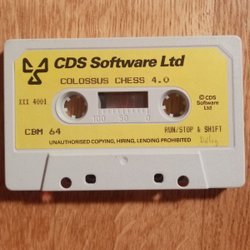 CDS Software Ltd
COLOSSUS CHESS 4.0
XXX 4001
© CDS
Software
Ltd
100 50 0
CBM 64
RUN/STOP & SHIFT
UNAUTHORISED COPYING, HIRING, LENDING PROHIBITED